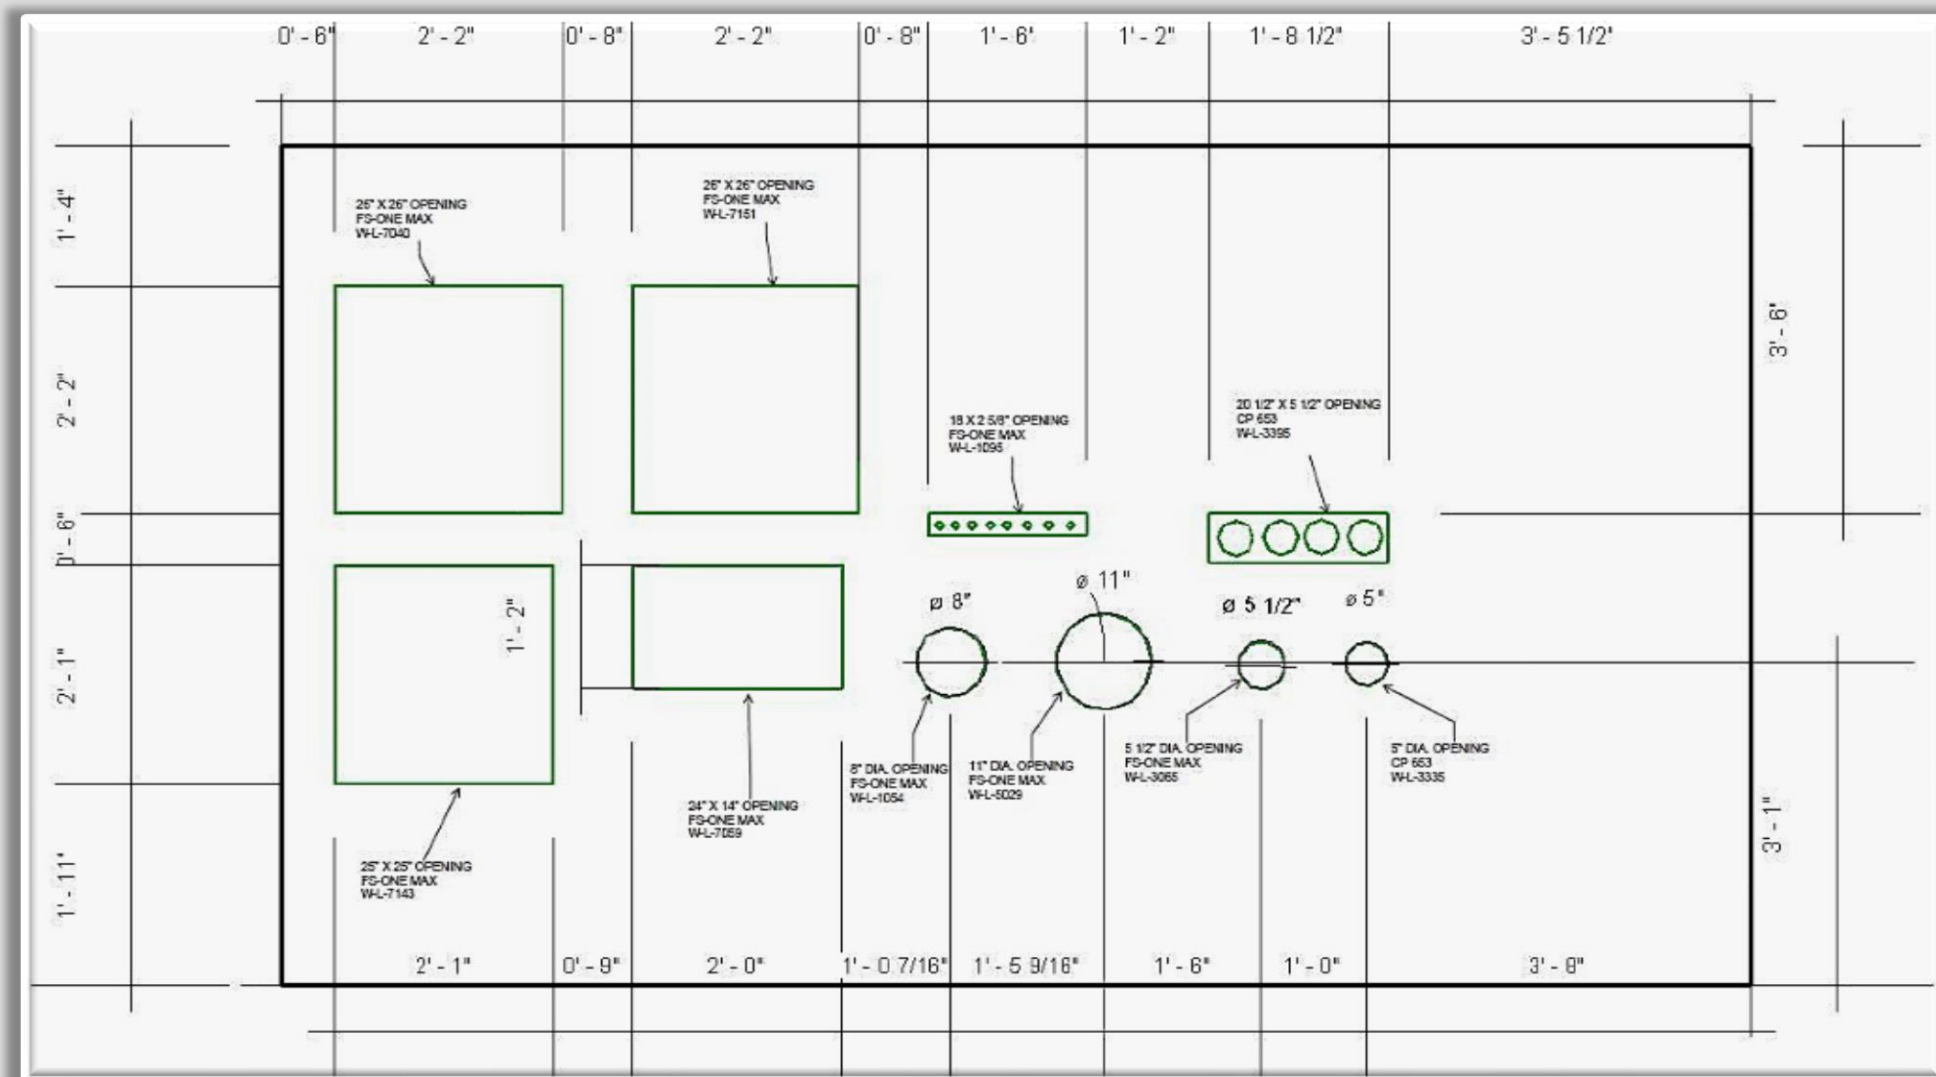 0' - 6"
2' - 2"
0' - 8"
2' - 2"
0' - 8"
1' - 6"
1' - 2"
1' - 8 1/2"
3' - 5 1/2"
1' - 4"
2' - 2"
0' - 6"
2' - 1"
1' - 11"
26" X 26" OPENING
FS-ONE MAX
W-L-7040
26" X 26" OPENING
FS-ONE MAX
W-L-7151
18 X 2 5/8" OPENING
FS-ONE MAX
W-L-1095
20 1/2" X 5 1/2" OPENING
CP 653
W-L-3395
3' - 6"
1' - 2"
ø 8"
ø 11"
ø 5 1/2"
ø 5"
25" X 25" OPENING
FS-ONE MAX
W-L-7143
24" X 14" OPENING
FS-ONE MAX
W-L-7059
8" DIA. OPENING
FS-ONE MAX
W-L-1054
11" DIA. OPENING
FS-ONE MAX
W-L-5029
5 1/2" DIA. OPENING
FS-ONE MAX
W-L-3065
5" DIA. OPENING
CP 653
W-L-3335
3' - 1"
2' - 1"
0' - 9"
2' - 0"
1' - 0 7/16"
1' - 5 9/16"
1' - 6"
1' - 0"
3' - 8"